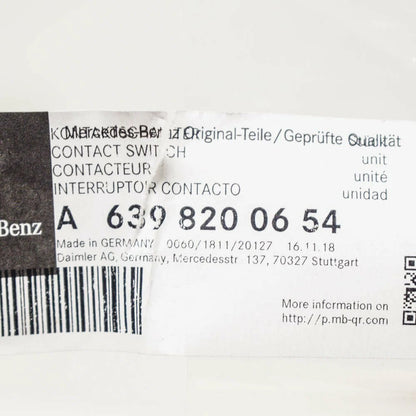 Mercedes-Benz Original-Teile/Geprüfte Qualität
CONTACT SWITCH
unit
CONTACTEUR
unité
INTERRUPTOR CONTACTO
unidad
Benz
A 639 820 06 54
Made in GERMANY 0060/1811/20127 16.11.18
Daimler AG, Germany, Mercedesstr 137, 70327 Stuttgart
More information on
http://p.mb-qr.com